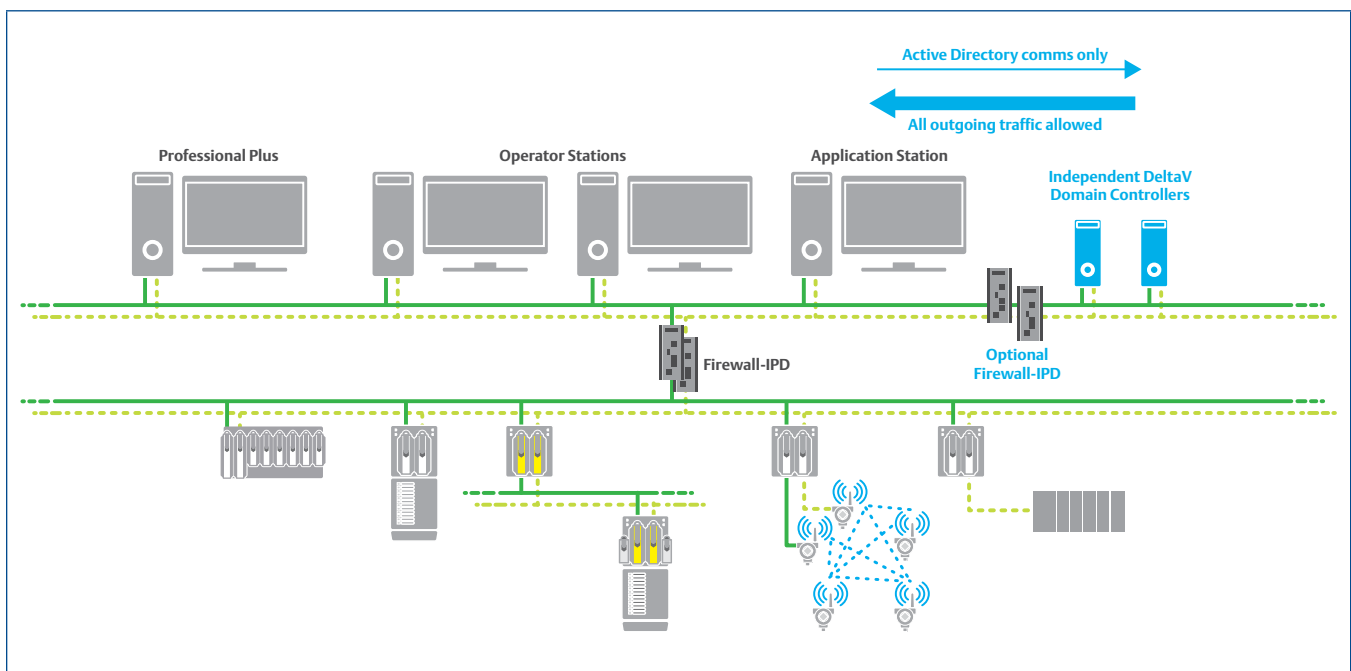 Active Directory comms only
All outgoing traffic allowed
Professional Plus
Operator Stations
Application Station
Independent DeltaV
Domain Controllers
Firewall-IPD
Optional
Firewall-IPD